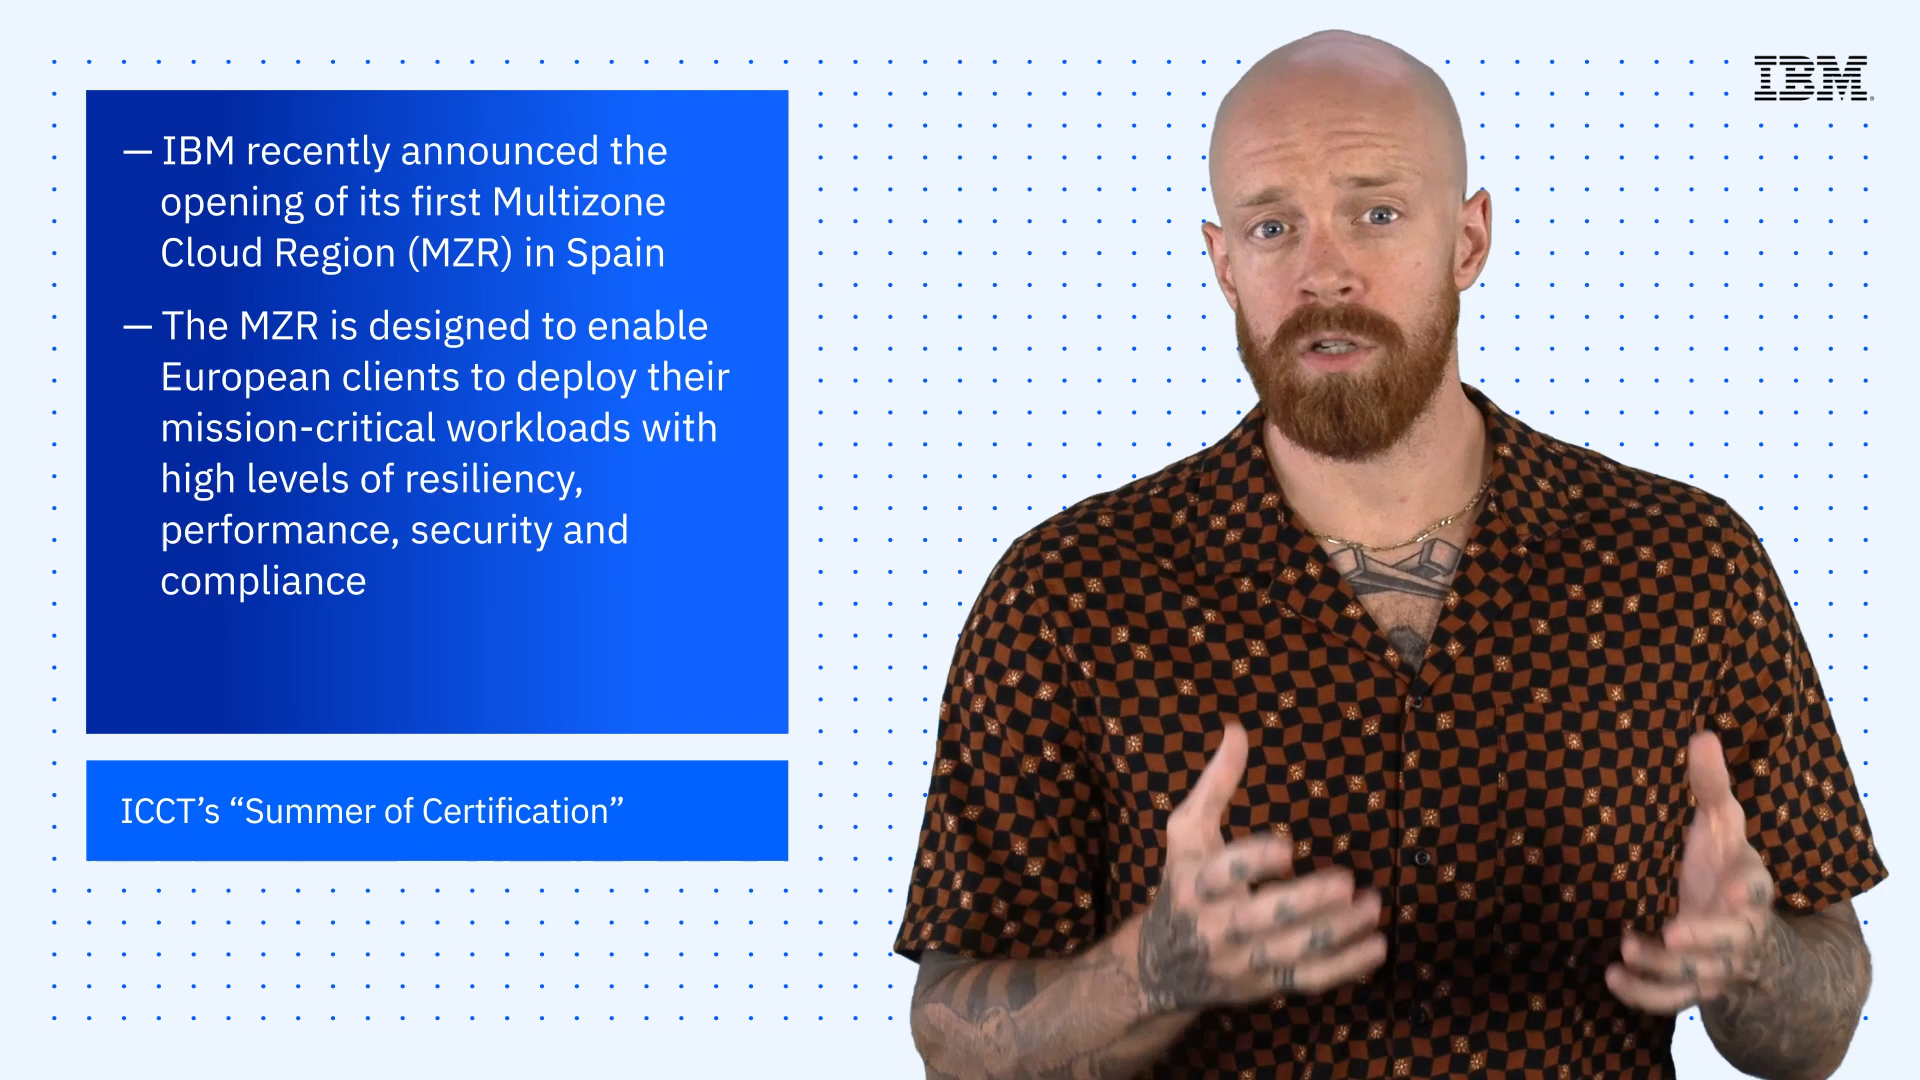 IBM
— IBM recently announced the
opening of its first Multizone
Cloud Region (MZR) in Spain
— The MZR is designed to enable
European clients to deploy their
mission-critical workloads with
high levels of resiliency,
performance, security and
compliance
ICCT’s “Summer of Certification”